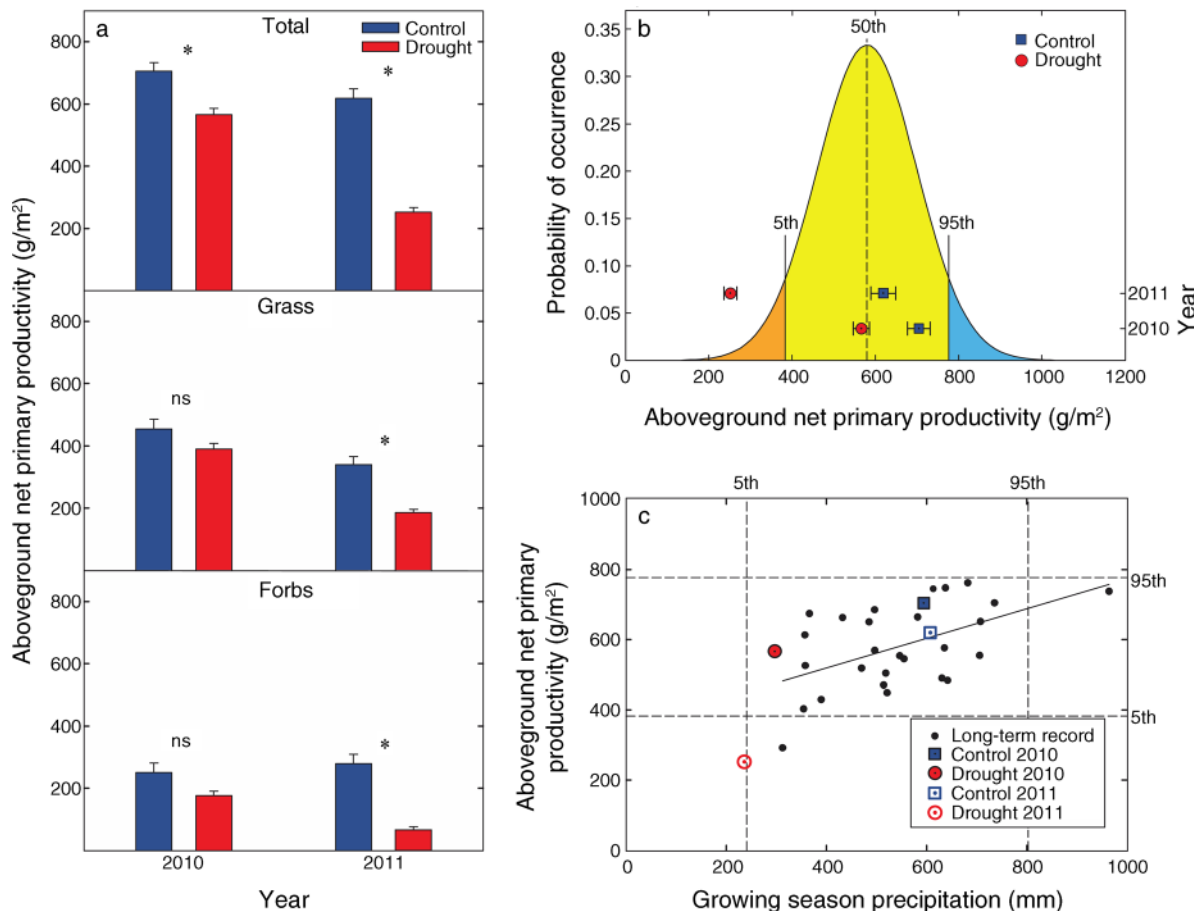 a
Total
Control
Drought
*
*
800
600
400
200
Grass
ns
*
800
600
400
200
Forbs
ns
*
800
600
400
200
2010
2011
Year
Aboveground net primary productivity (g/m²)
b
50th
Control
Drought
5th
95th
0.35
0.30
0.25
0.20
0.15
0.10
0.05
0
Probability of occurrence
2011
2010
Year
0
200
400
600
800
1000
1200
Aboveground net primary productivity (g/m²)
5th
95th
c
1000
800
600
400
200
0
95th
5th
Aboveground net primary
productivity (g/m²)
Long-term record
Control 2010
Drought 2010
Control 2011
Drought 2011
0
200
400
600
800
1000
Growing season precipitation (mm)